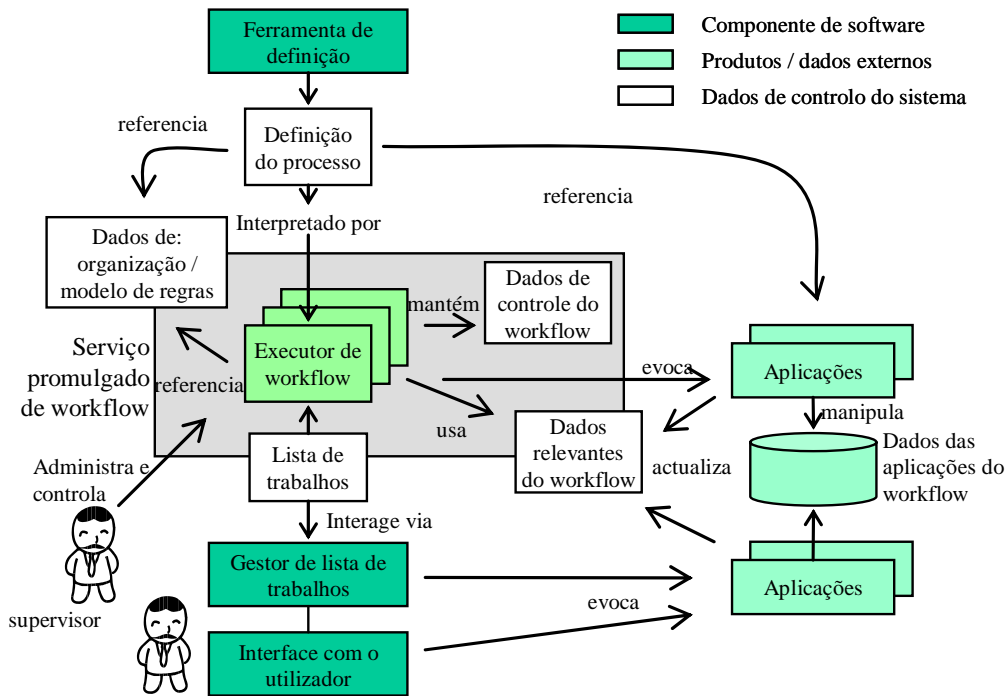 Ferramenta de
definição
Componente de software
Produtos / dados externos
Dados de controlo do sistema
referencia
Definição
do processo
referencia
Interpretado por
Dados de:
organização /
modelo de regras
Dados de
controle do
workflow
mantém
Executor de
workflow
Serviço
promulgado
de workflow
referencia
evoca
Aplicações
usa
manipula
Lista de
trabalhos
Dados
relevantes
do workflow
actualiza
Dados das
aplicações do
workflow
Administra e
controla
Interage via
Gestor de lista de
trabalhos
Aplicações
evoca
supervisor
Interface com o
utilizador